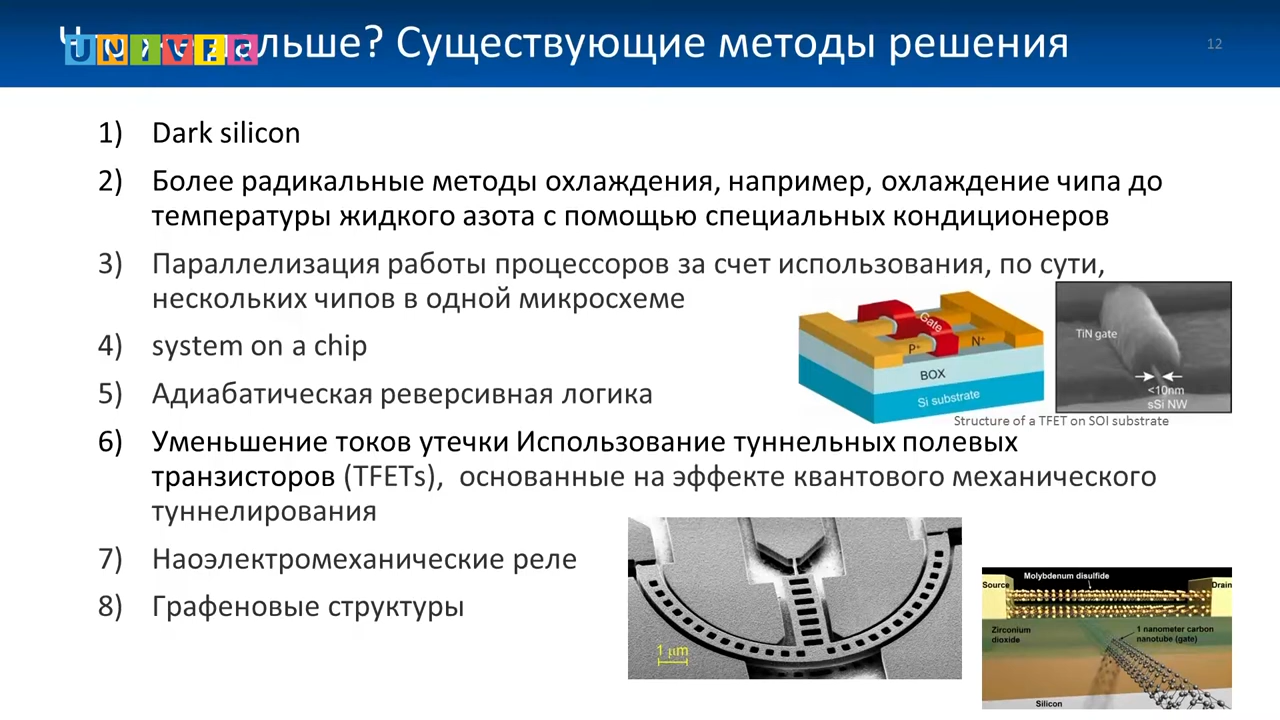 дальше? Существующие методы решения
UNIVER
12
1) Dark silicon
2) Более радикальные методы охлаждения, например, охлаждение чипа до
температуры жидкого азота с помощью специальных кондиционеров
3) Параллелизация работы процессоров за счет использования, по сути,
нескольких чипов в одной микросхеме
4) system on a chip
5) Адиабатическая реверсивная логика
Gate
P+
N+
BOX
Si substrate
TiN gate
<10nm
sSi NW
Structure of a TFET on SOI substrate
6) Уменьшение токов утечки Использование туннельных полевых
транзисторов (TFETs), основанные на эффекте квантового механического
туннелирования
7) Наоэлектромеханические реле
8) Графеновые структуры
1 µm
Molybdenum disulfide
Source
Drain
Zirconium
dioxide
1 nanometer carbon
nanotube (gate)
Silicon